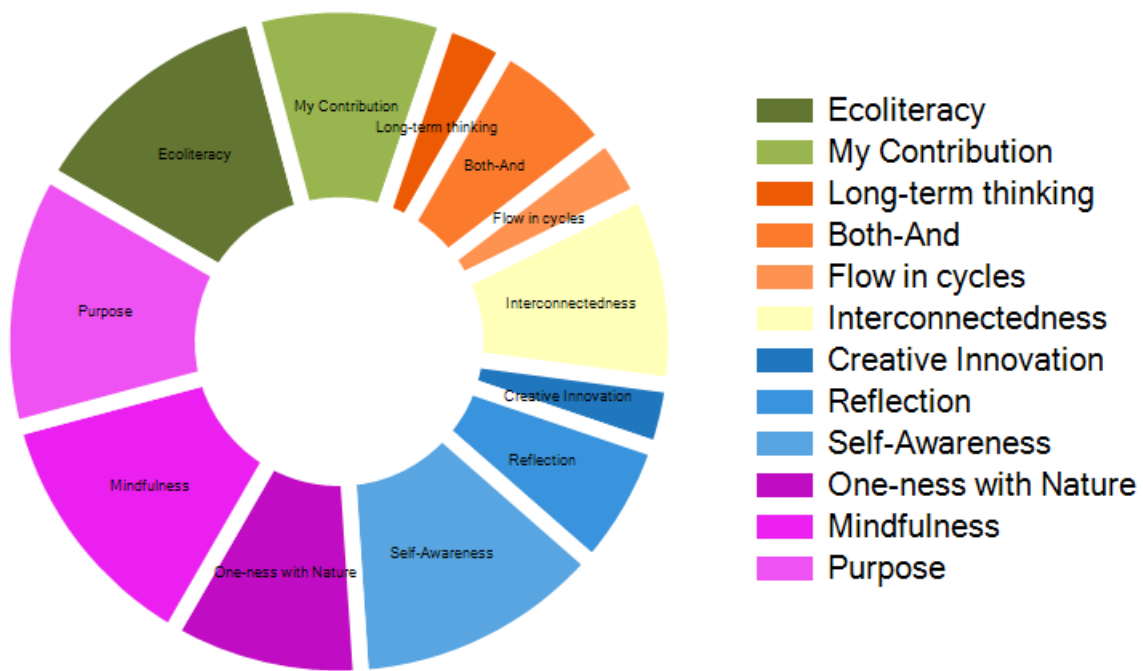 My Contribution
Long-term thinking
Ecoliteracy
Both-And
Flow in cycles
Purpose
Interconnectedness
Creative Innovation
Mindfulness
Reflection
Self-Awareness
One-ness with Nature
Ecoliteracy
My Contribution
Long-term thinking
Both-And
Flow in cycles
Interconnectedness
Creative Innovation
Reflection
Self-Awareness
One-ness with Nature
Mindfulness
Purpose